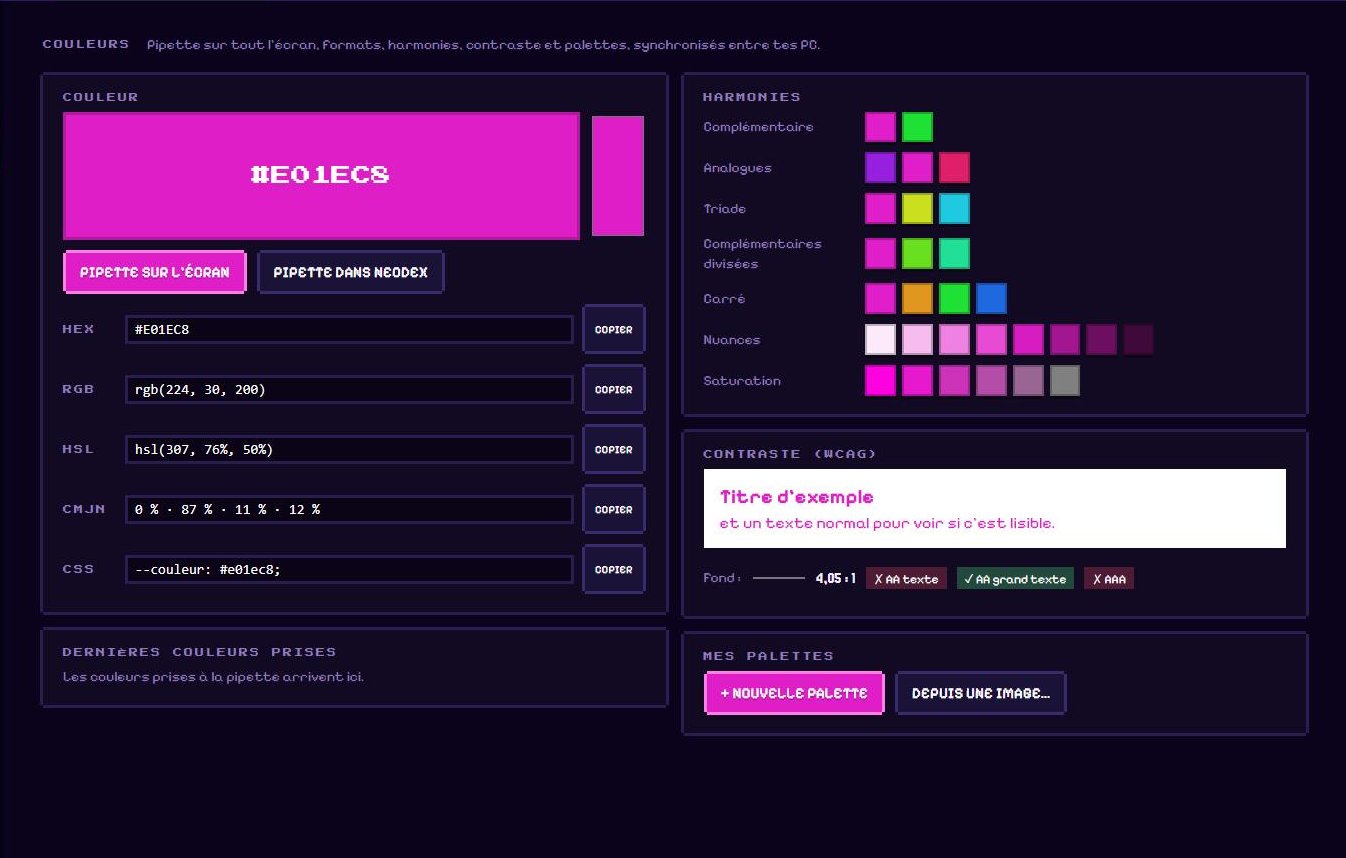 COULEURS Pipette sur tout l'écran, formats, harmonies, contraste et palettes, synchronisés entre tes PC.
COULEUR
#E01EC8
PIPETTE SUR L'ÉCRAN
PIPETTE DANS NEODEX
HEX #E01EC8 COPIER
RGB rgb(224, 30, 200) COPIER
HSL hsl(307, 76%, 50%) COPIER
CMJN 0 % · 87 % · 11 % · 12 % COPIER
CSS --couleur: #e01ec8; COPIER
DERNIÈRES COULEURS PRISES
Les couleurs prises à la pipette arrivent ici.
HARMONIES
Complémentaire
Analogues
Triade
Complémentaires
divisées
Carré
Nuances
Saturation
CONTRASTE (WCAG)
Titre d'exemple
et un texte normal pour voir si c'est lisible.
Fond : 4,05 : 1 ✗ AA texte ✓ AA grand texte ✗ AAA
MES PALETTES
+ NOUVELLE PALETTE
DEPUIS UNE IMAGE…